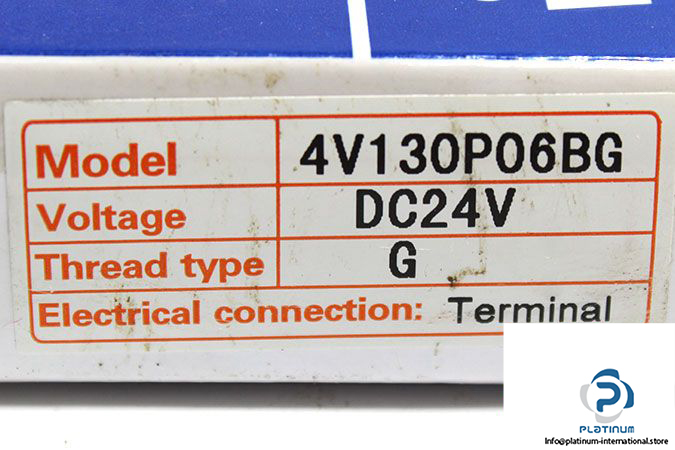 Model 4V130P06BG
Voltage DC24V
Thread type G
Electrical connection: Terminal
PLATINUM
Info@platinum-international.store